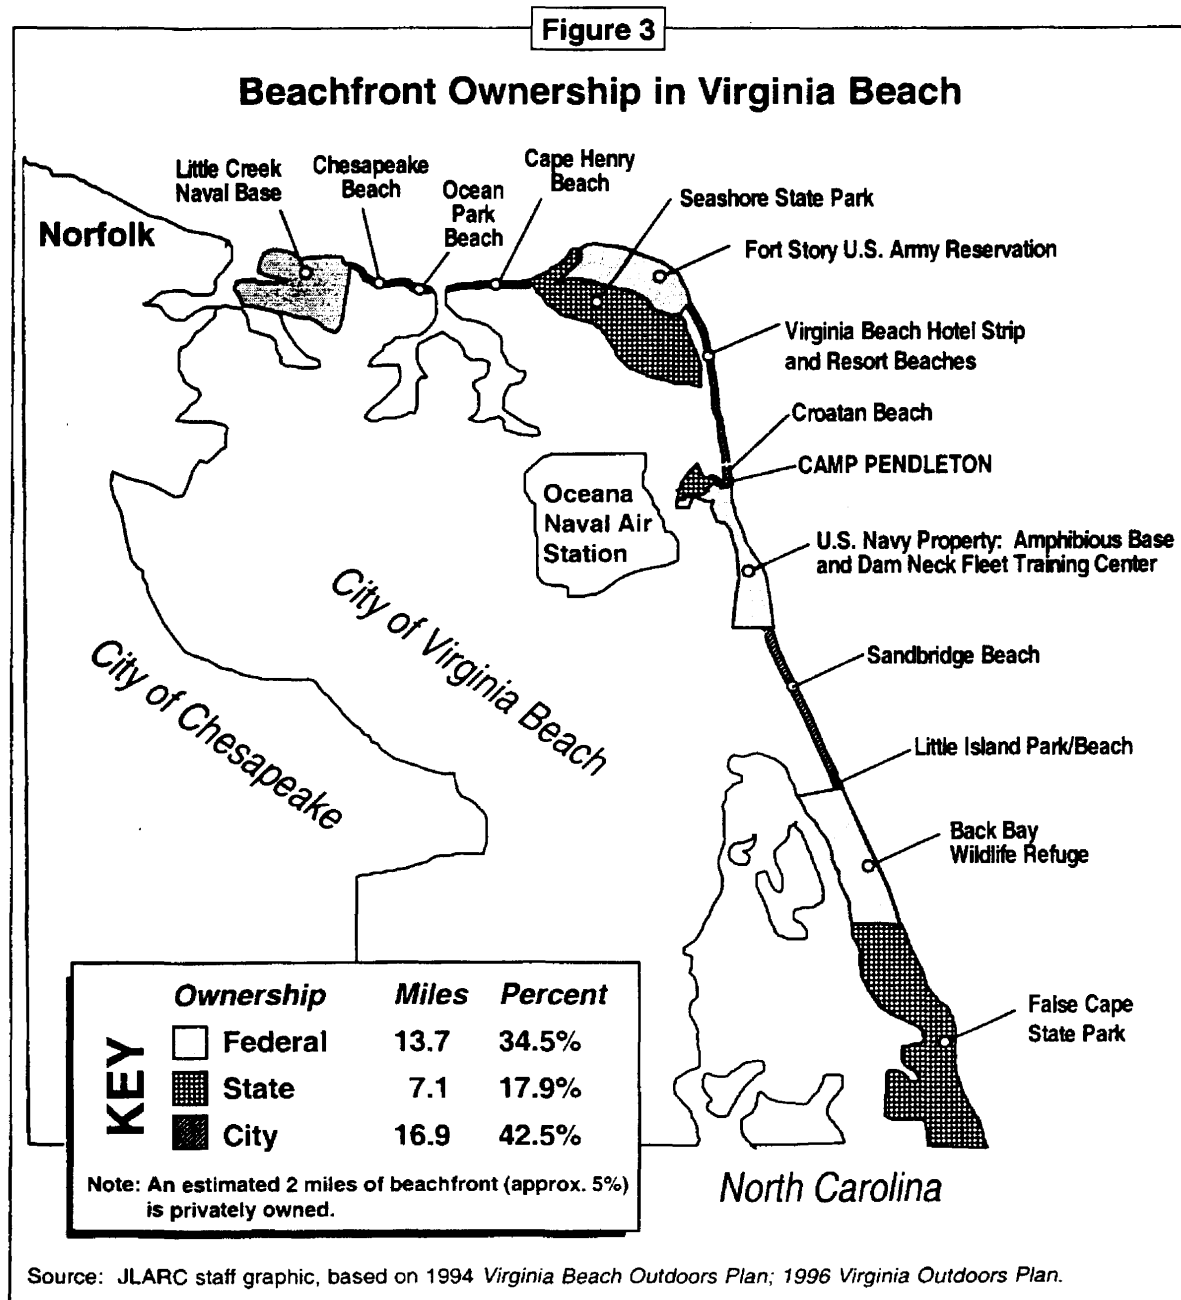 Figure 3
Beachfront Ownership in Virginia Beach
Little Creek
Naval Base
Chesapeake
Beach
Ocean
Park
Beach
Cape Henry
Beach
Seashore State Park
Norfolk
Fort Story U.S. Army Reservation
Virginia Beach Hotel Strip
and Resort Beaches
Croatan Beach
CAMP PENDLETON
Oceana
Naval Air
Station
U.S. Navy Property: Amphibious Base
and Dam Neck Fleet Training Center
City of Virginia Beach
City of Chesapeake
Sandbridge Beach
Little Island Park/Beach
Back Bay
Wildlife Refuge
False Cape
State Park
KEY
Ownership Miles Percent
Federal 13.7 34.5%
State 7.1 17.9%
City 16.9 42.5%
Note: An estimated 2 miles of beachfront (approx. 5%)
is privately owned.
North Carolina
Source: JLARC staff graphic, based on 1994 Virginia Beach Outdoors Plan; 1996 Virginia Outdoors Plan.